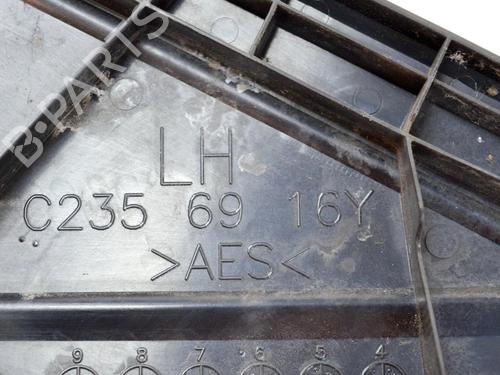 B-PARTS
LH
C235 69 16Y
>AES<
9 8 7 6 5 4